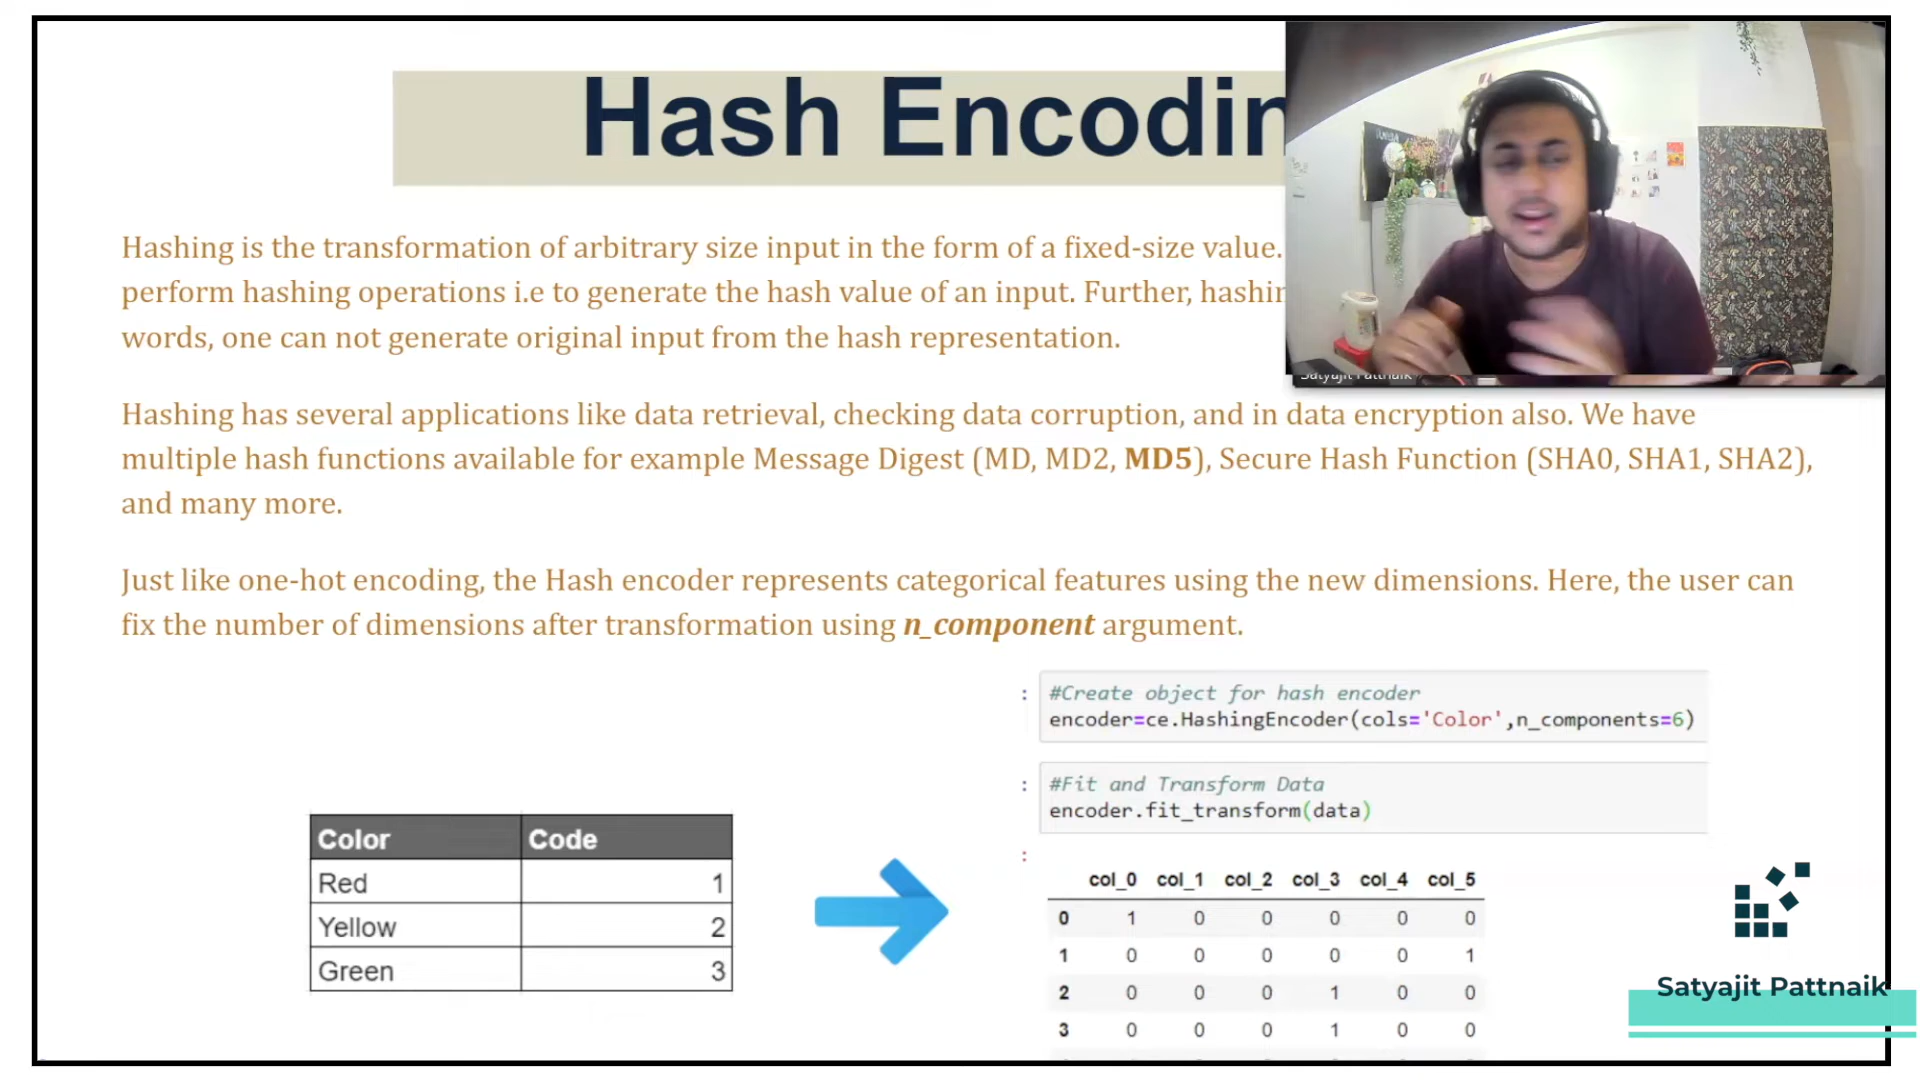 Hash Encodin
Hashing is the transformation of arbitrary size input in the form of a fixed-size value.
perform hashing operations i.e to generate the hash value of an input. Further, hashin
words, one can not generate original input from the hash representation.
Satyajit Pattnaik
Hashing has several applications like data retrieval, checking data corruption, and in data encryption also. We have
multiple hash functions available for example Message Digest (MD, MD2, MD5), Secure Hash Function (SHA0, SHA1, SHA2),
and many more.
Just like one-hot encoding, the Hash encoder represents categorical features using the new dimensions. Here, the user can
fix the number of dimensions after transformation using n_component argument.
: #Create object for hash encoder
encoder=ce.HashingEncoder(cols='Color',n_components=6)
: #Fit and Transform Data
encoder.fit_transform(data)
:
Color Code
Red 1
Yellow 2
Green 3
col_0 col_1 col_2 col_3 col_4 col_5
0 1 0 0 0 0 0
1 0 0 0 0 0 1
2 0 0 0 1 0 0
3 0 0 0 1 0 0
Satyajit Pattnaik